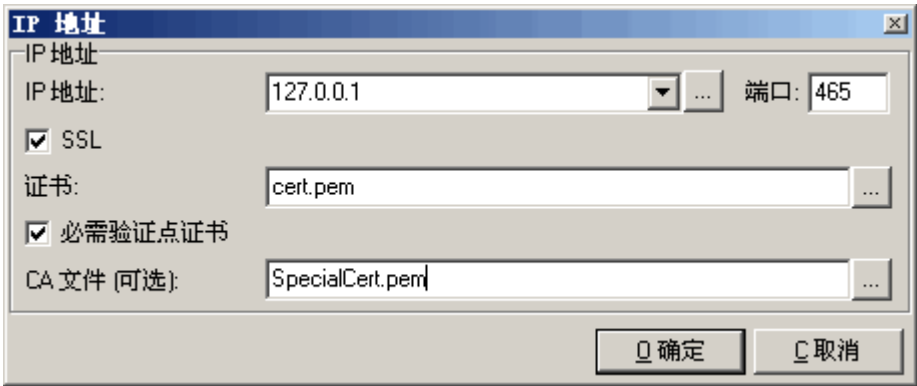 IP 地址
IP 地址
IP 地址: 127.0.0.1 ... 端口: 465
SSL
证书: cert.pem ...
必需验证点证书
CA 文件 (可选): SpecialCert.pem ...
O 确定 C 取消